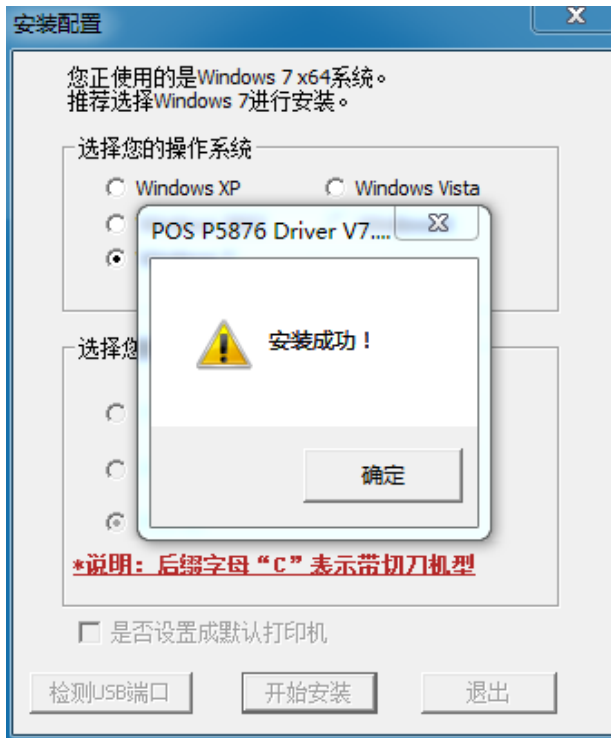 安装配置
您正使用的是Windows 7 x64系统。
推荐选择Windows 7进行安装。
选择您的操作系统
Windows XP
Windows Vista
POS P5876 Driver V7....
安装成功！
选择您
确定
*说明：后缀字母“C”表示带切刀机型
是否设置成默认打印机
检测USB端口
开始安装
退出